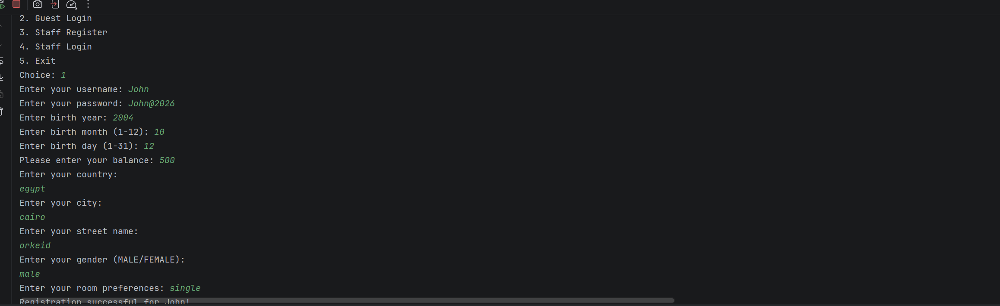 2. Guest Login
3. Staff Register
4. Staff Login
5. Exit
Choice: 1
Enter your username: John
Enter your password: John@2026
Enter birth year: 2004
Enter birth month (1-12): 10
Enter birth day (1-31): 12
Please enter your balance: 500
Enter your country:
egypt
Enter your city:
cairo
Enter your street name:
orkeid
Enter your gender (MALE/FEMALE):
male
Enter your room preferences: single
Registration successful for John!